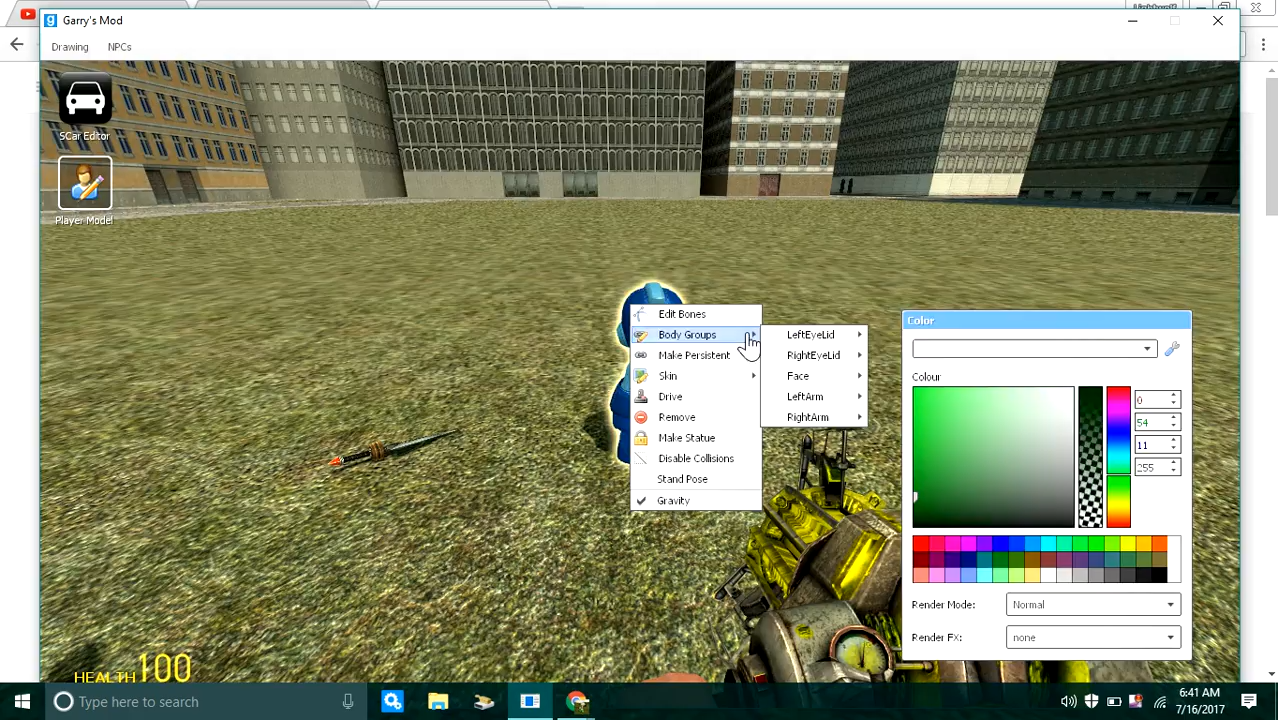 Garry's Mod
Drawing NPCs
SCar Editor
Player Model
Edit Bones
Body Groups
Make Persistent
Skin
Drive
Remove
Make Statue
Disable Collisions
Stand Pose
Gravity
LeftEyeLid
RightEyeLid
Face
LeftArm
RightArm
Color
Colour
0
54
11
255
Render Mode: Normal
Render FX: none
HEALTH 100
Type here to search
6:41 AM
7/16/2017